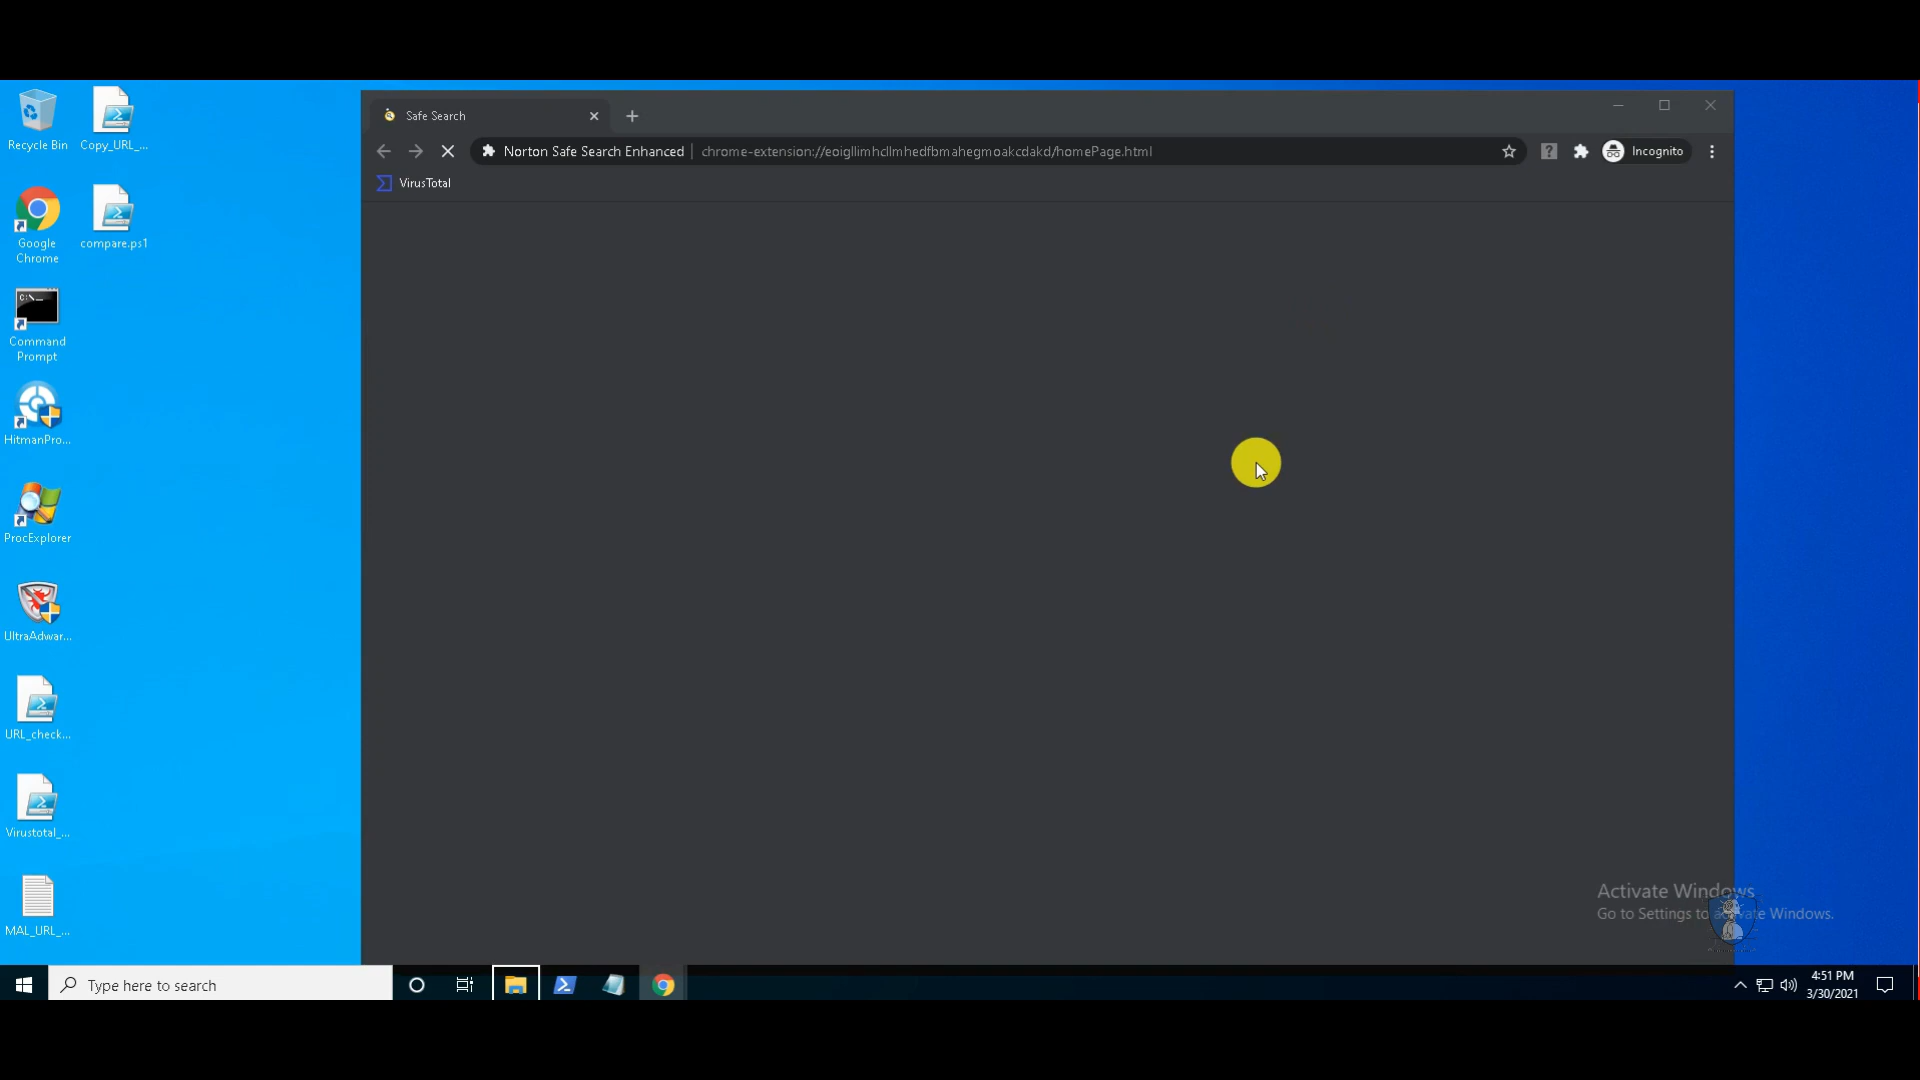 Recycle Bin
Copy_URL_...
Google
Chrome
compare.ps1
Command
Prompt
HitmanPro...
ProcExplorer
UltraAdwar...
URL_check...
Virustotal_...
MAL_URL_...
Safe Search
Norton Safe Search Enhanced | chrome-extension://eoigllimhcllmhedfbmahegmoakcdakd/homePage.html
Incognito
VirusTotal
Activate Windows
Go to Settings to activate Windows.
Type here to search
4:51 PM
3/30/2021